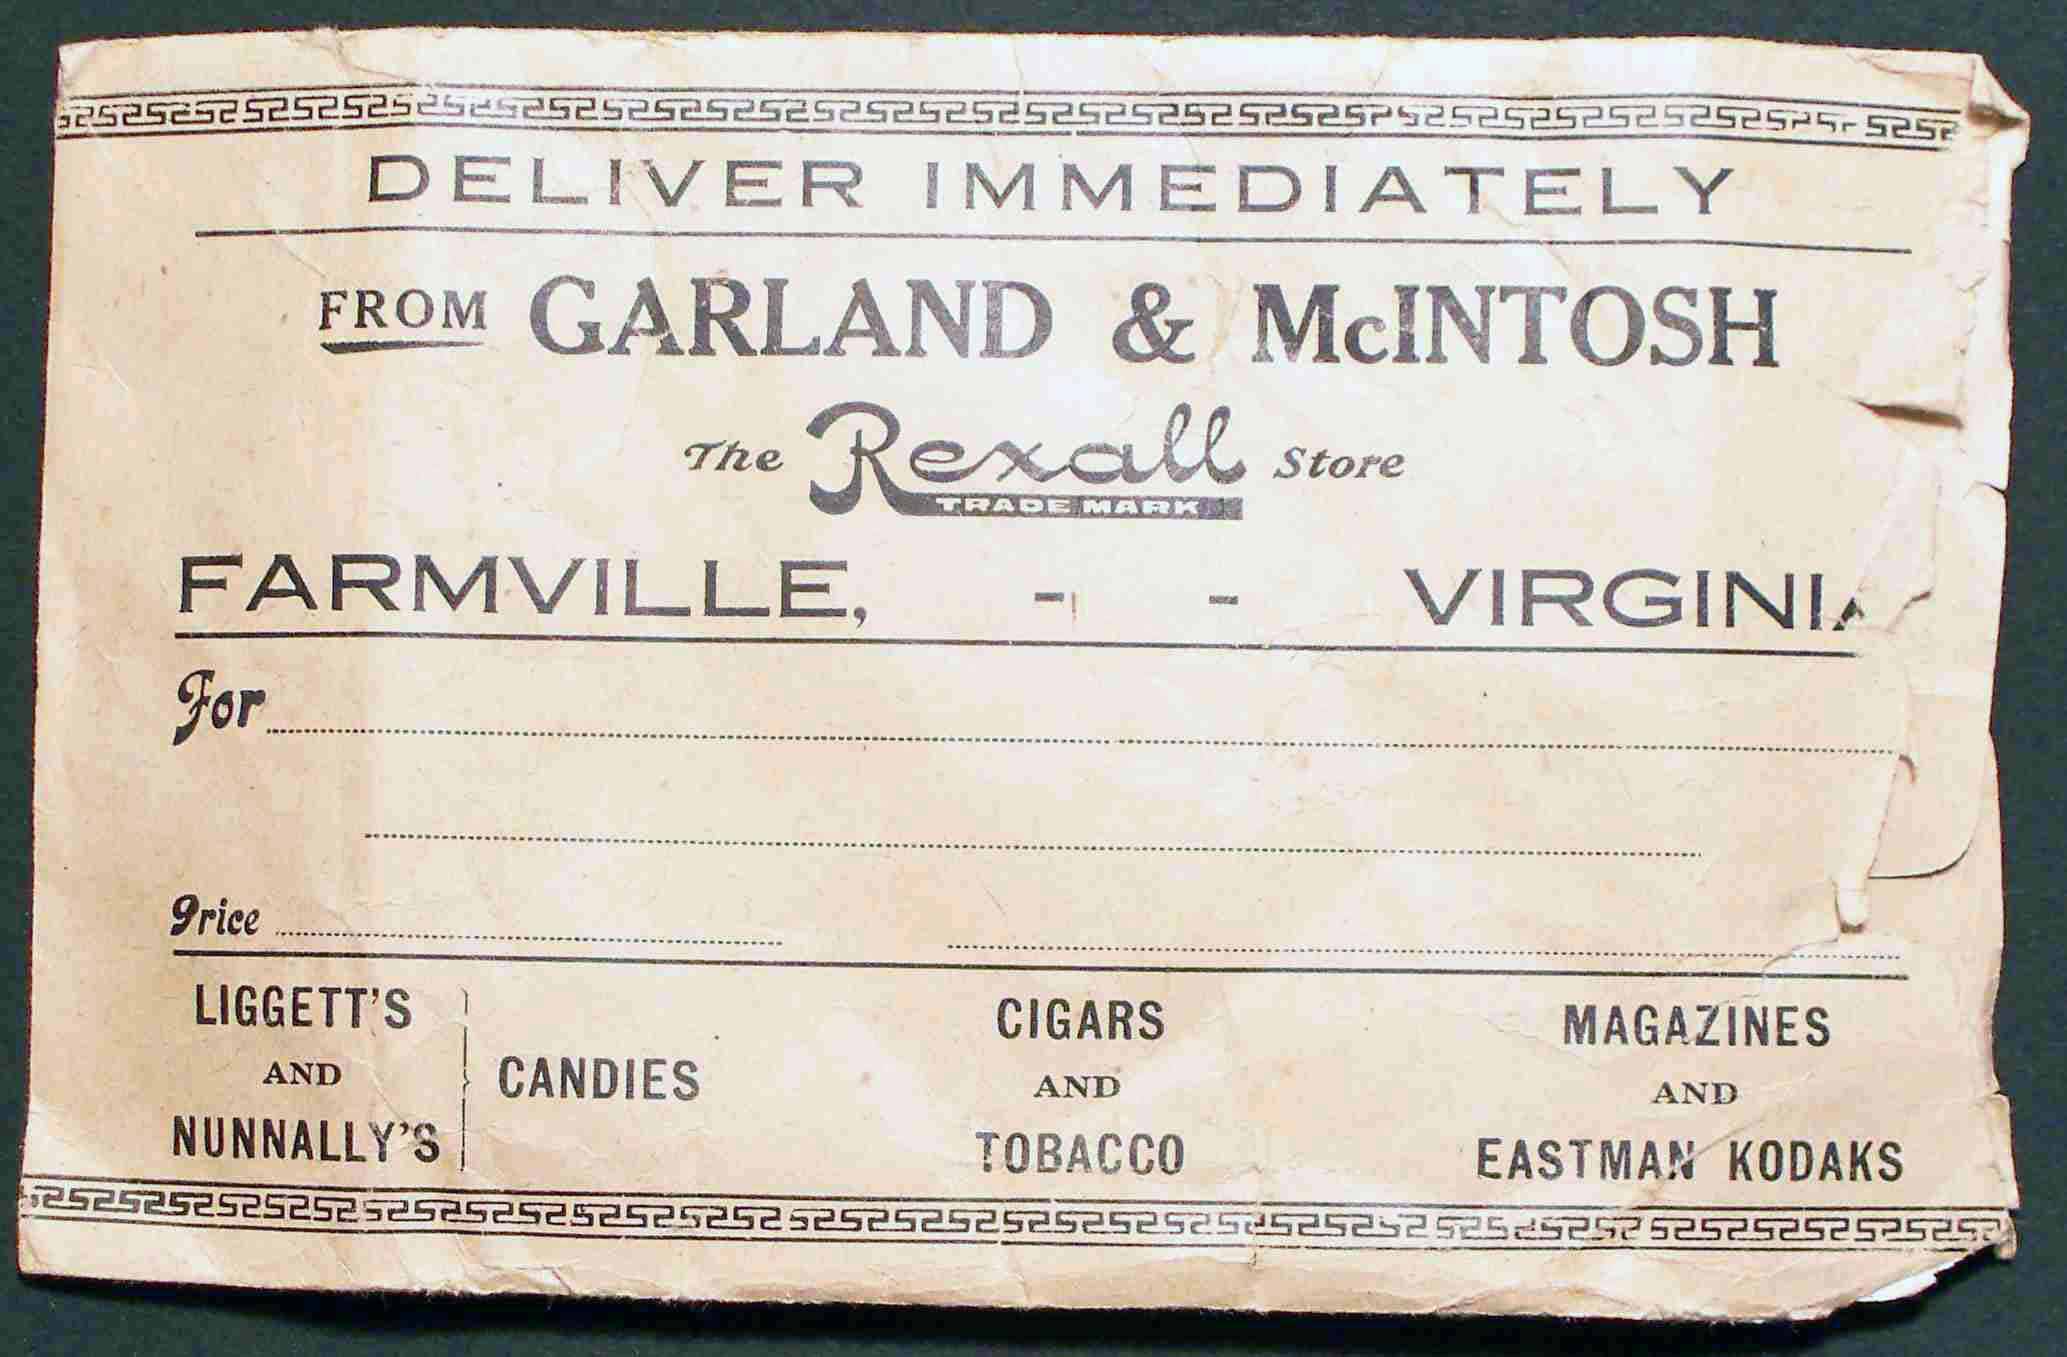 DELIVER IMMEDIATELY
FROM GARLAND & McINTOSH
The Rexall Store
TRADE MARK
FARMVILLE, - - VIRGINIA
For
Price
LIGGETT'S
AND
NUNNALLY'S
CANDIES
CIGARS
AND
TOBACCO
MAGAZINES
AND
EASTMAN KODAKS